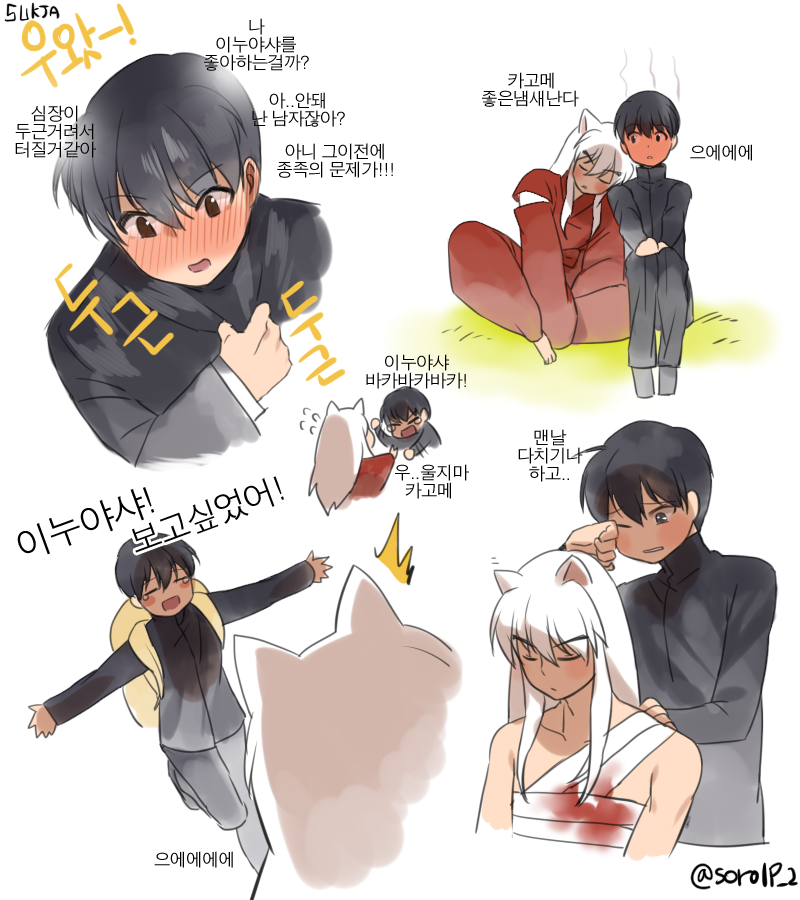 SUKJA
우왔ㅡ!
나
이누야샤를
좋아하는걸까?
심장이
두근거려서
터질거같아
아..안돼
난 남자잖아?
아니 그이전에
종족의 문제가!!!
두근
두근
카고메
좋은냄새난다
으에에에
이누야샤
바카바카바카!
우..울지마
카고메
맨날
다치기나
하고..
이누야샤!
보고싶었어!
으에에에에
@sorolP_2